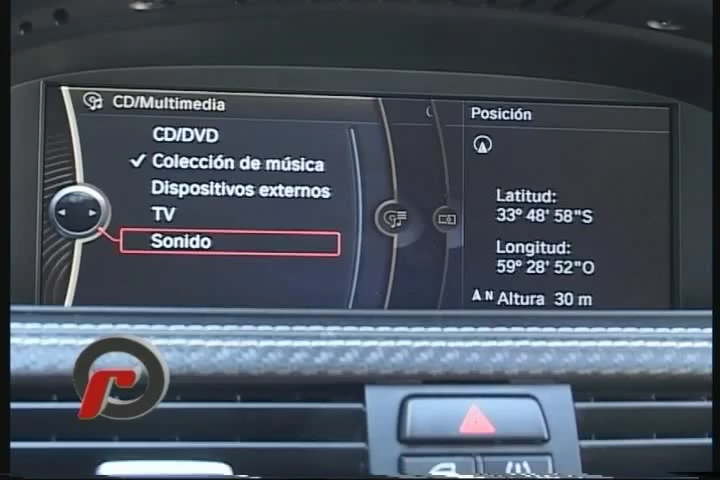 CD/Multimedia
CD/DVD
Colección de música
Dispositivos externos
TV
Sonido
Posición
Latitud:
33° 48' 58"S
Longitud:
59° 28' 52"O
N Altura 30 m